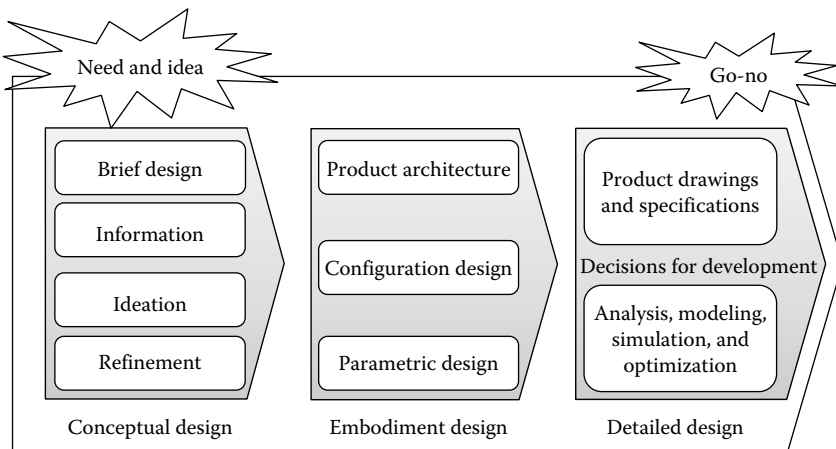 Need and idea
Go-no
Brief design
Information
Ideation
Refinement
Conceptual design
Product architecture
Configuration design
Parametric design
Embodiment design
Product drawings
and specifications
Decisions for development
Analysis, modeling,
simulation, and
optimization
Detailed design